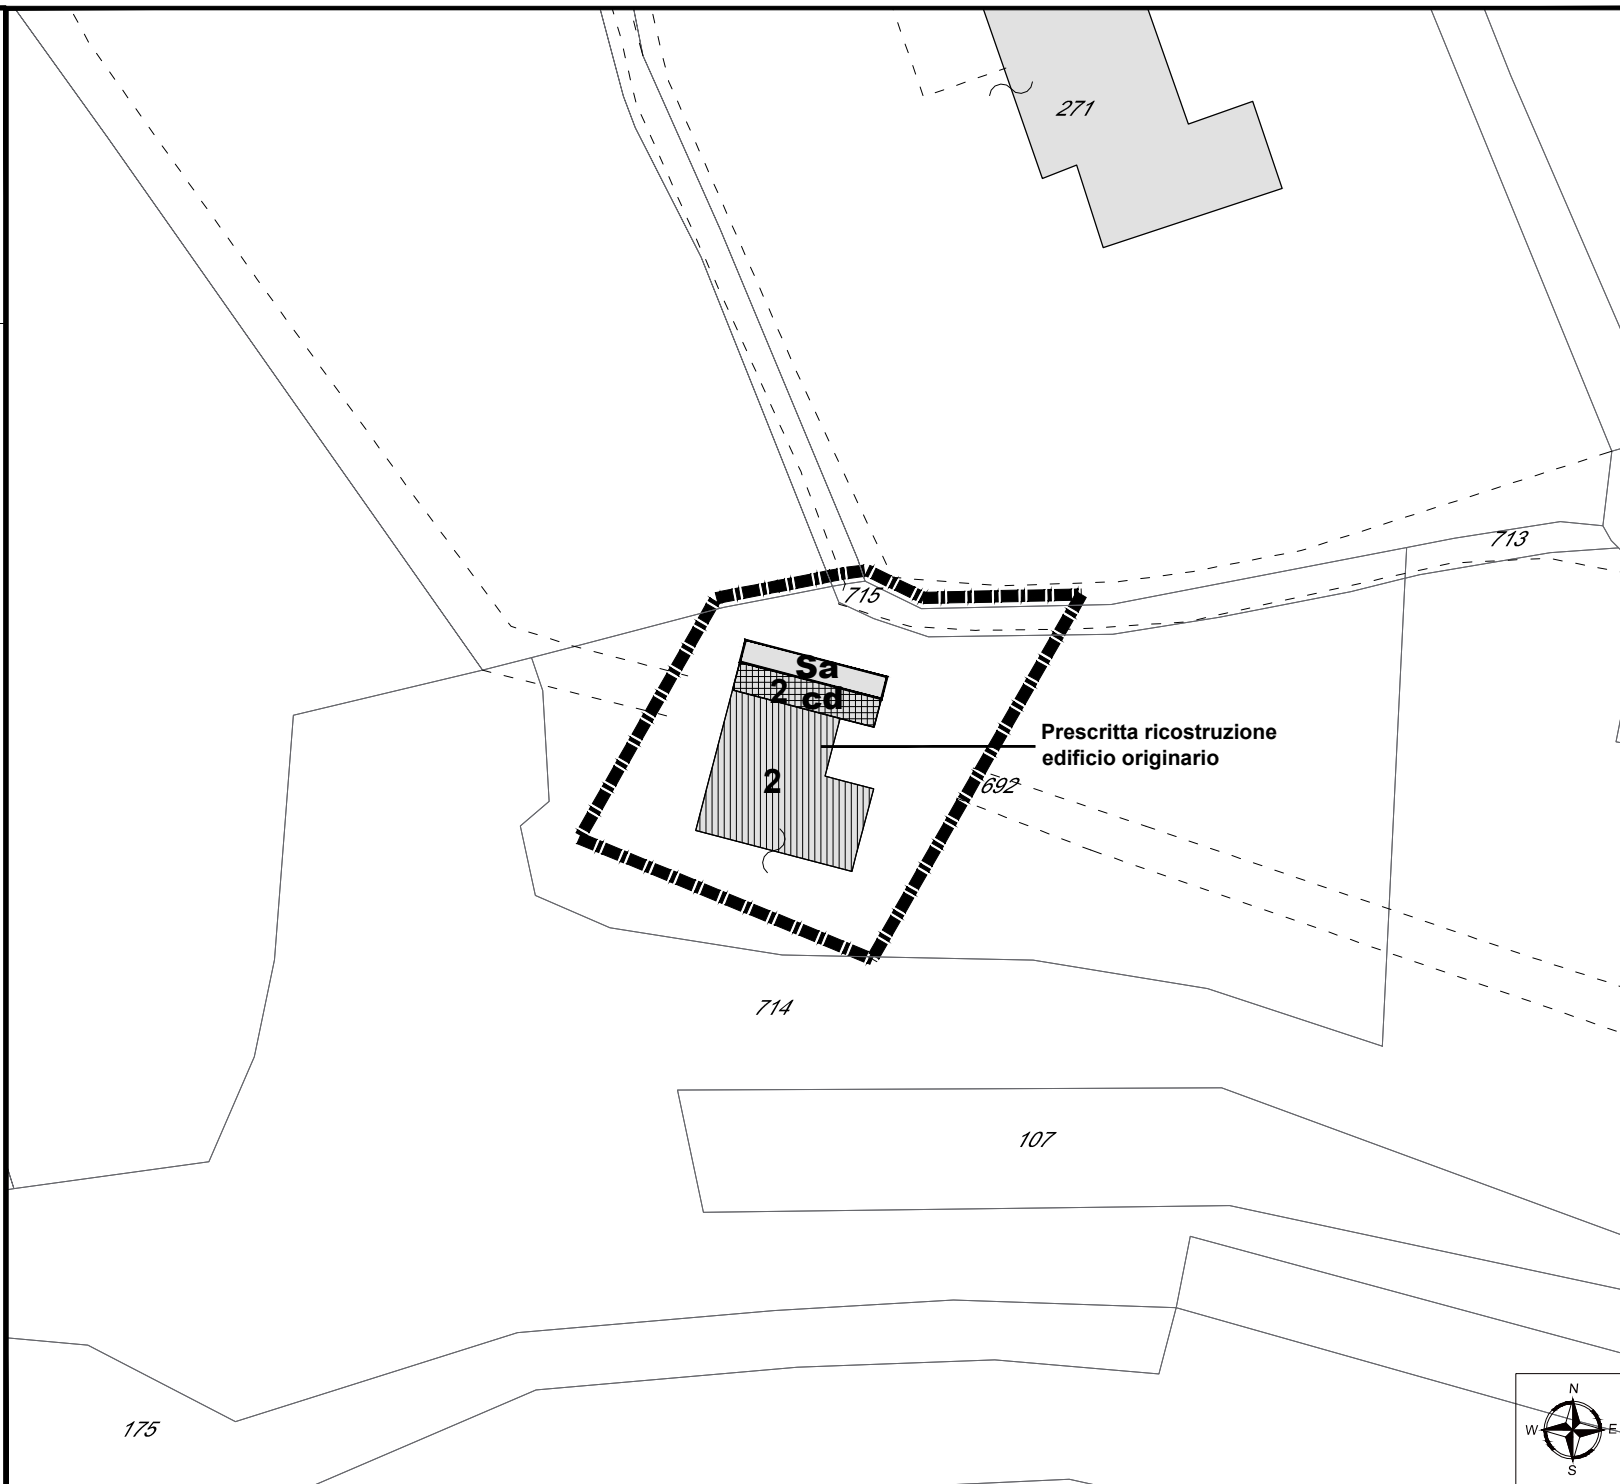 271
713
715
Sa
2 cd
Prescritta ricostruzione
edificio originario
2
692
714
107
175
N
W E
S